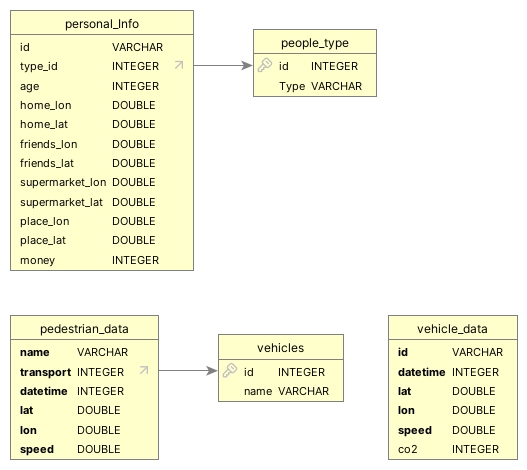 personal_Info
id VARCHAR
type_id INTEGER
age INTEGER
home_lon DOUBLE
home_lat DOUBLE
friends_lon DOUBLE
friends_lat DOUBLE
supermarket_lon DOUBLE
supermarket_lat DOUBLE
place_lon DOUBLE
place_lat DOUBLE
money INTEGER
people_type
id INTEGER
Type VARCHAR
pedestrian_data
name VARCHAR
transport INTEGER
datetime INTEGER
lat DOUBLE
lon DOUBLE
speed DOUBLE
vehicles
id INTEGER
name VARCHAR
vehicle_data
id VARCHAR
datetime INTEGER
lat DOUBLE
lon DOUBLE
speed DOUBLE
co2 INTEGER